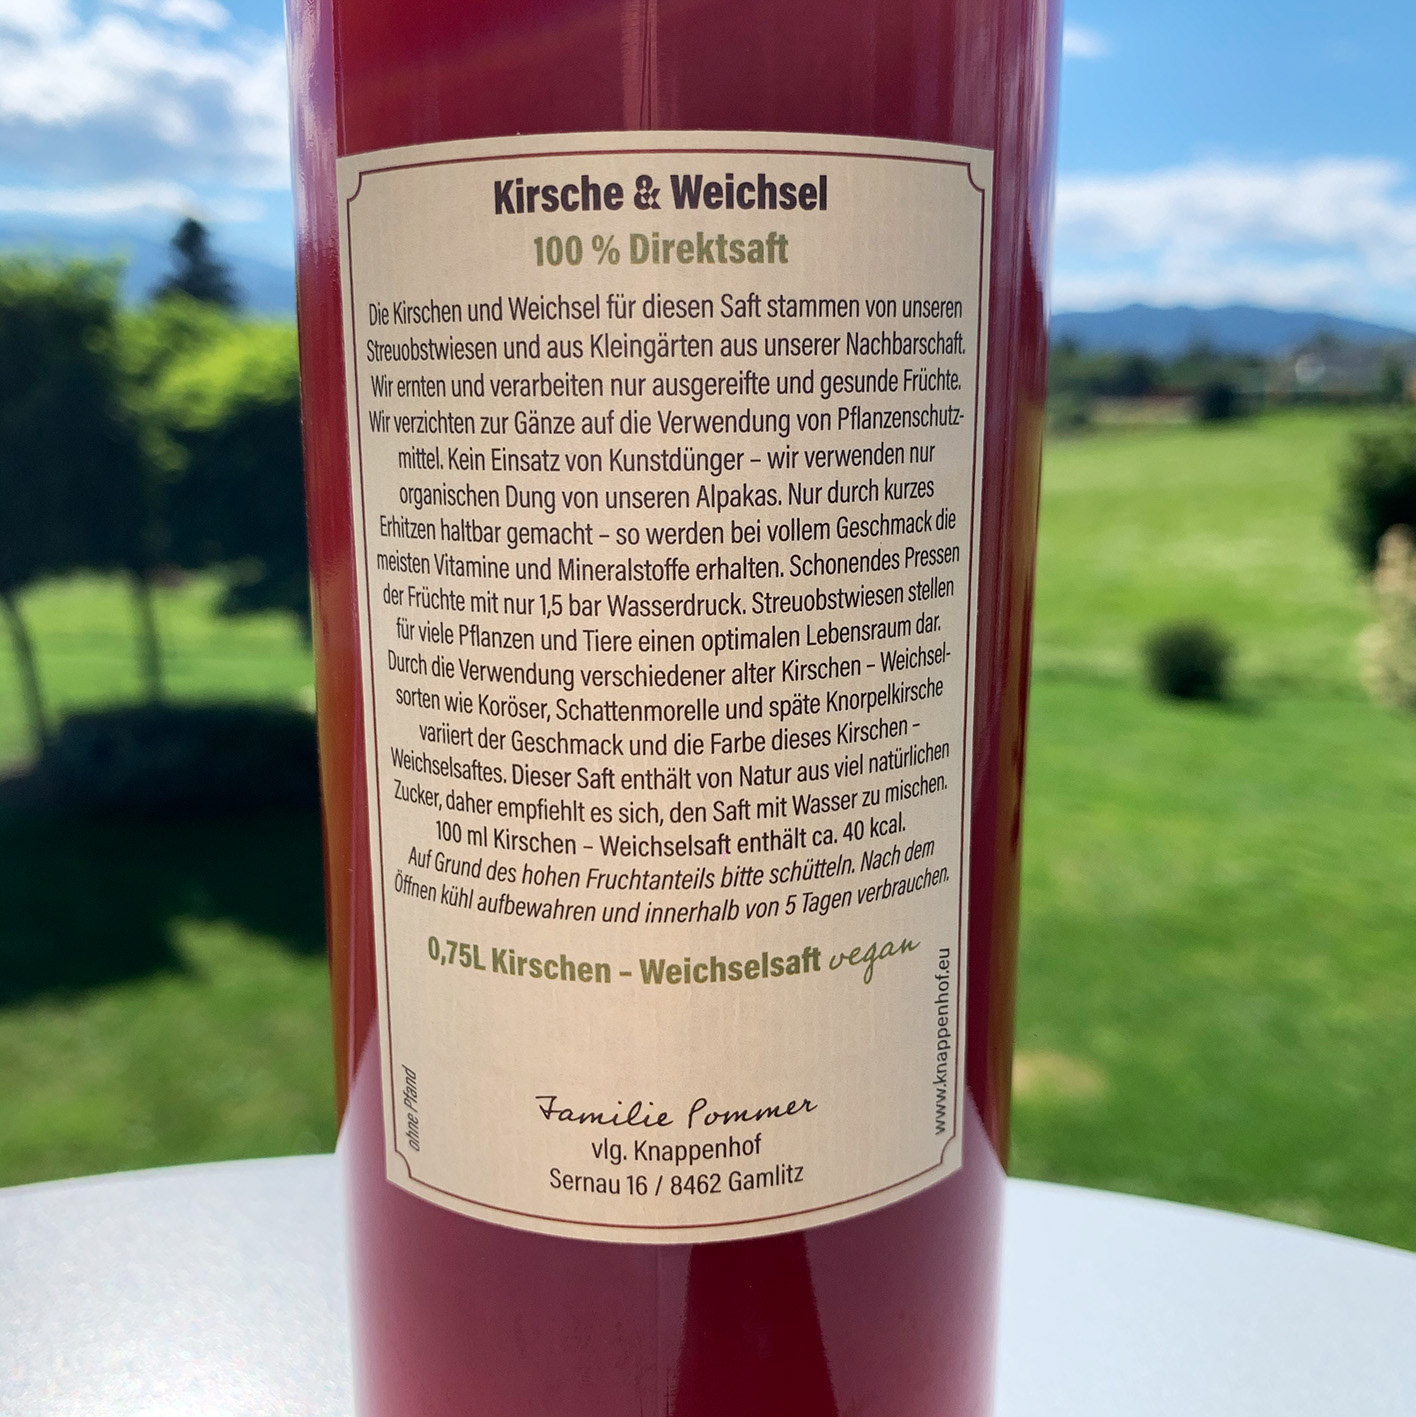 Kirsche & Weichsel
100 % Direktsaft
Die Kirschen und Weichsel für diesen Saft stammen von unseren
Streuobstwiesen und aus Kleingärten aus unserer Nachbarschaft.
Wir ernten und verarbeiten nur ausgereifte und gesunde Früchte.
Wir verzichten zur Gänze auf die Verwendung von Pflanzenschutz-
mittel. Kein Einsatz von Kunstdünger – wir verwenden nur
organischen Dung von unseren Alpakas. Nur durch kurzes
Erhitzen haltbar gemacht – so werden bei vollem Geschmack die
meisten Vitamine und Mineralstoffe erhalten. Schonendes Pressen
der Früchte mit nur 1,5 bar Wasserdruck. Streuobstwiesen stellen
für viele Pflanzen und Tiere einen optimalen Lebensraum dar.
Durch die Verwendung verschiedener alter Kirschen – Weichsel-
sorten wie Koröser, Schattenmorelle und späte Knorpelkirsche
variiert der Geschmack und die Farbe dieses Kirschen –
Weichselsaftes. Dieser Saft enthält von Natur aus viel natürlichen
Zucker, daher empfiehlt es sich, den Saft mit Wasser zu mischen.
100 ml Kirschen – Weichselsaft enthält ca. 40 kcal.
Auf Grund des hohen Fruchtanteils bitte schütteln. Nach dem
Öffnen kühl aufbewahren und innerhalb von 5 Tagen verbrauchen.
0,75L Kirschen – Weichselsaft vegan
www.knappenhof.eu
ohne Pfand
Familie Pommer
vlg. Knappenhof
Sernau 16 / 8462 Gamlitz